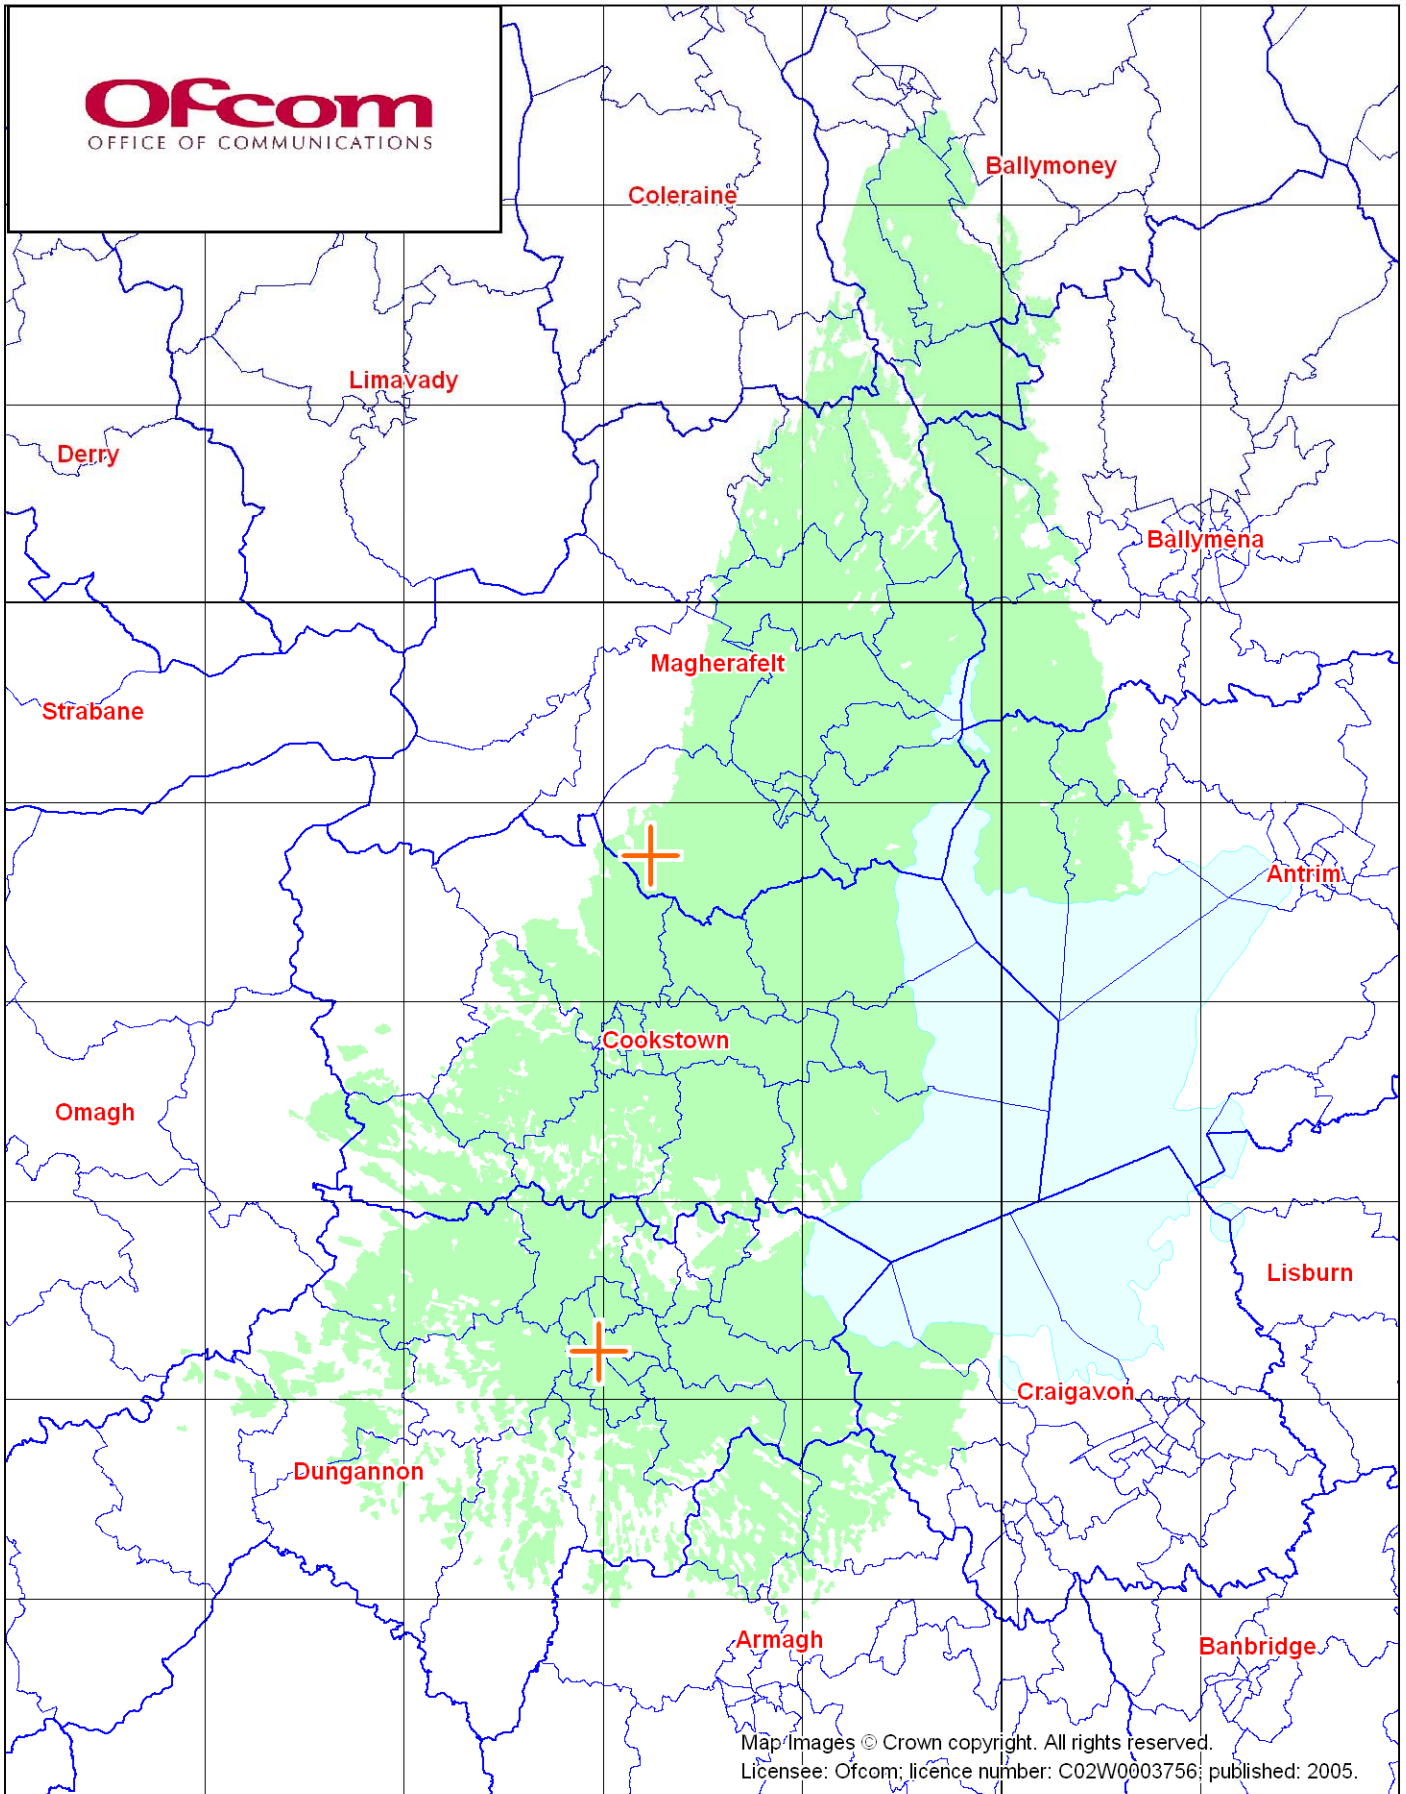 Ofcom
OFFICE OF COMMUNICATIONS
Ballymoney
Coleraine
Limavady
Derry
Ballymena
Magherafelt
Strabane
Antrim
Cookstown
Omagh
Lisburn
Craigavon
Dungannon
Armagh
Banbridge
Map Images © Crown copyright. All rights reserved.
Licensee: Ofcom; licence number: C02W0003756; published: 2005.